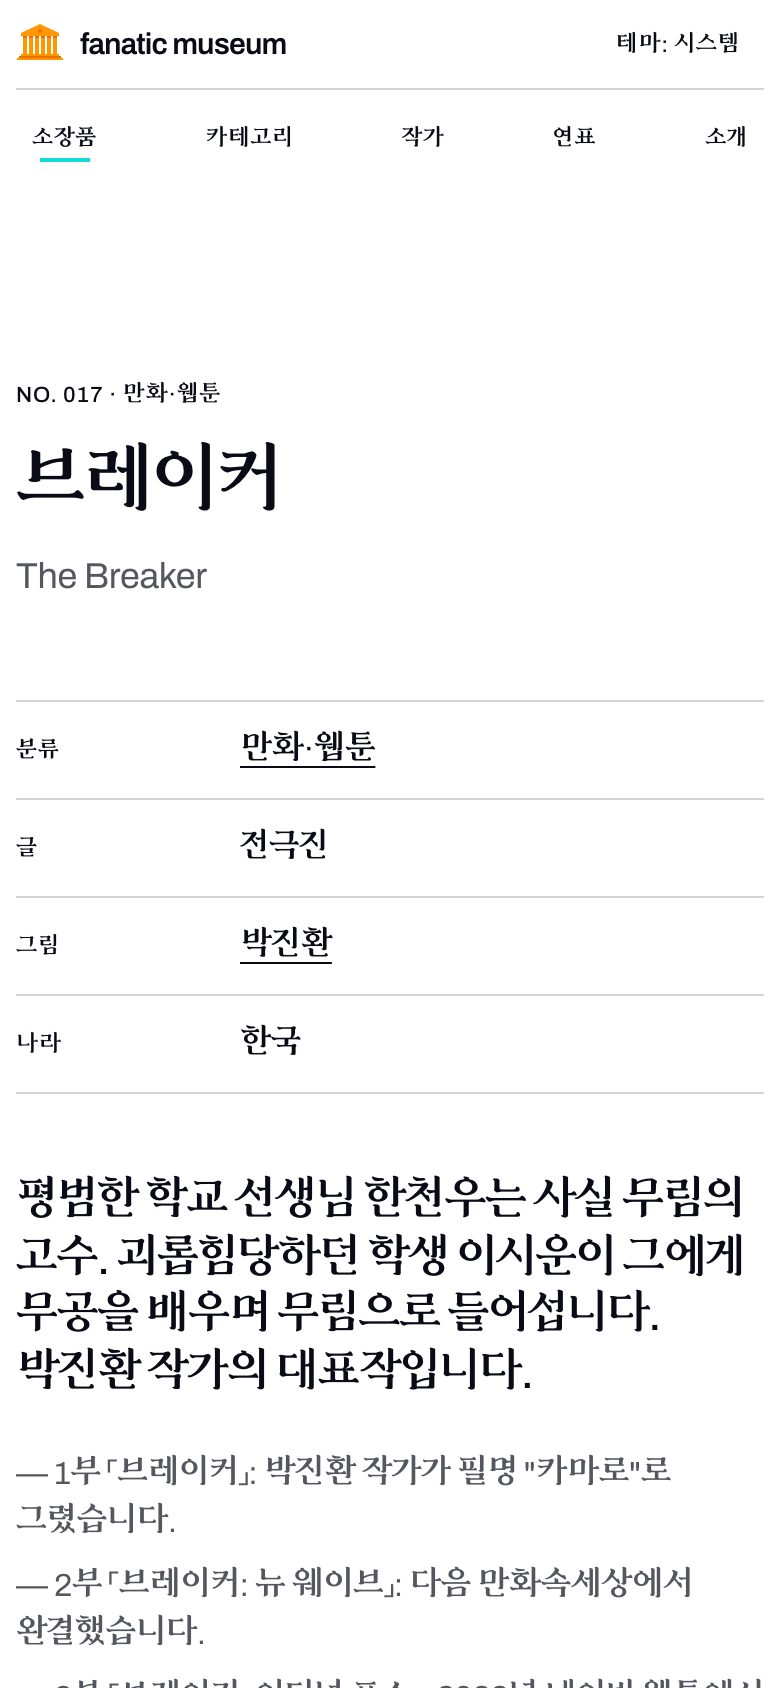 fanatic museum
테마: 시스템
소장품 카테고리 작가 연표 소개
NO. 017 · 만화·웹툰
브레이커
The Breaker
분류 만화·웹툰
글 전극진
그림 박진환
나라 한국
평범한 학교 선생님 한천우는 사실 무림의
고수. 괴롭힘당하던 학생 이시운이 그에게
무공을 배우며 무림으로 들어섭니다.
박진환 작가의 대표작입니다.
— 1부「브레이커」: 박진환 작가가 필명 "카마로"로
그렸습니다.
— 2부「브레이커: 뉴 웨이브」: 다음 만화속세상에서
완결했습니다.